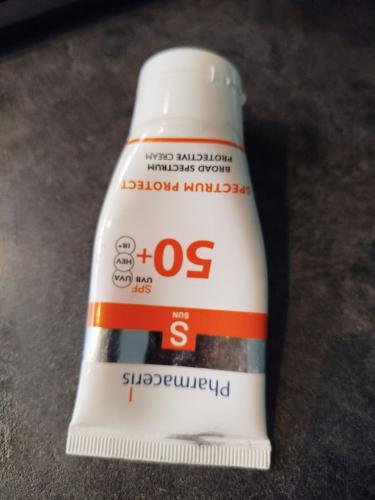 Pharmaceris
S
SUN
50+
SPF
UVB
UVA
HEV
IR*
SPECTRUM PROTECT
BROAD SPECTRUM
PROTECTIVE CREAM